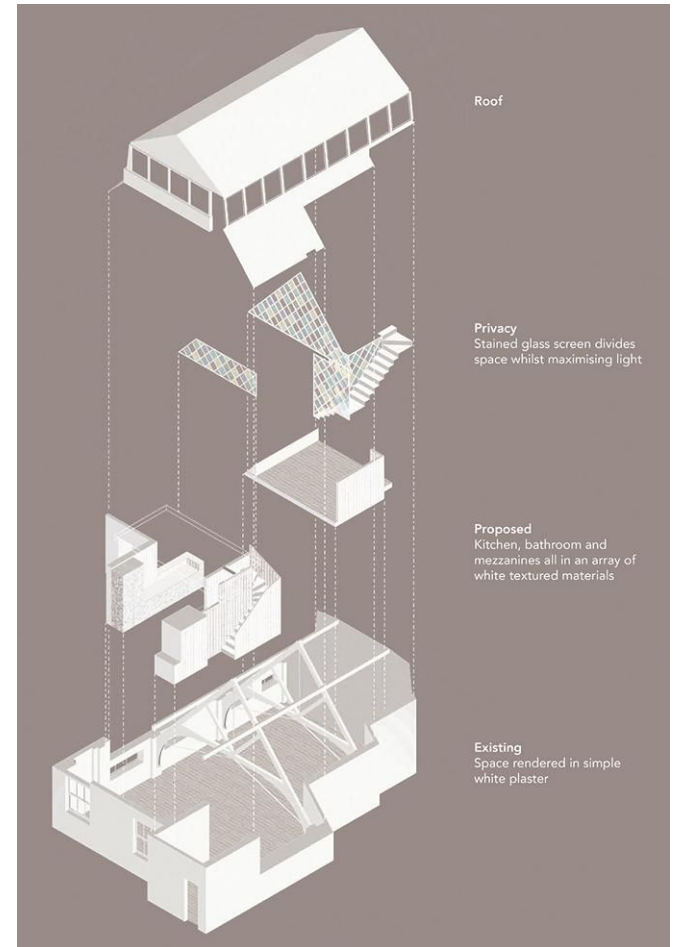 Roof
Privacy
Stained glass screen divides
space whilst maximising light
Proposed
Kitchen, bathroom and
mezzanines all in an array of
white textured materials
Existing
Space rendered in simple
white plaster